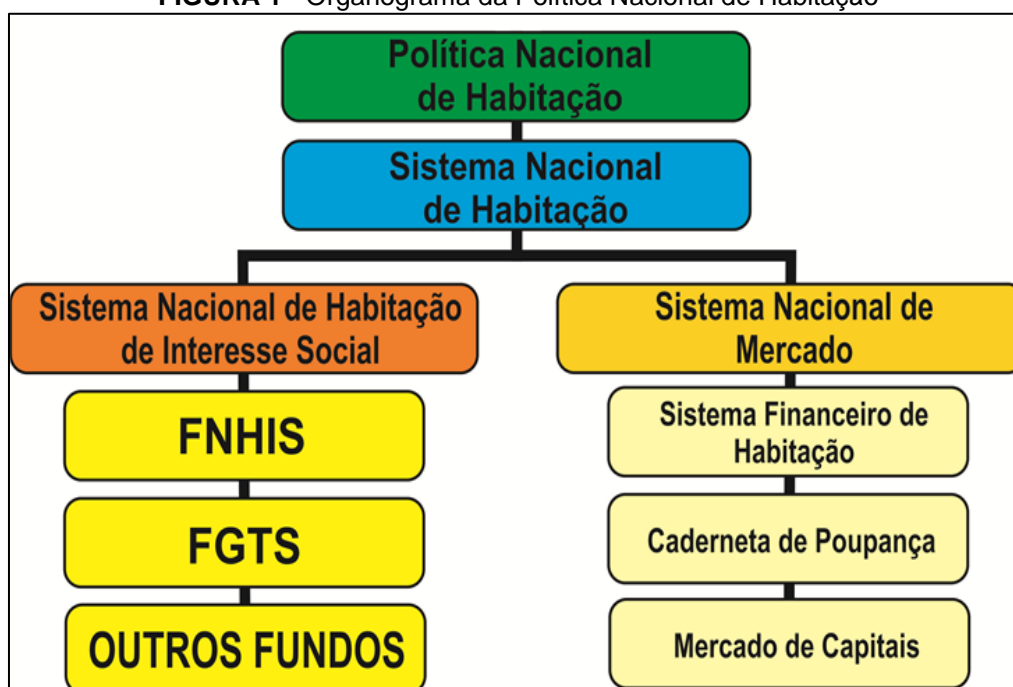 FIGURA 1 - Organograma da Política Nacional de Habitação
Política Nacional
de Habitação
Sistema Nacional
de Habitação
Sistema Nacional de Habitação
de Interesse Social
Sistema Nacional de
Mercado
FNHIS
Sistema Financeiro de
Habitação
FGTS
Caderneta de Poupança
OUTROS FUNDOS
Mercado de Capitais